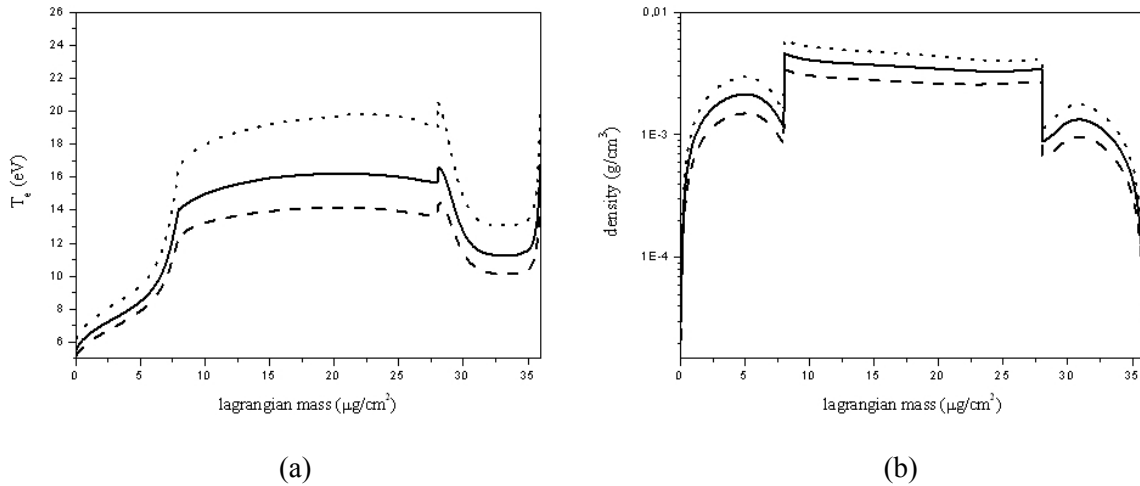 26
24
22
20
18
16
14
12
10
8
6
T_e (eV)
0 5 10 15 20 25 30 35
lagrangian mass (μg/cm²)
(a)
0,01
1E-3
1E-4
density (g/cm³)
0 5 10 15 20 25 30 35
lagrangian mass (μg/cm²)
(b)